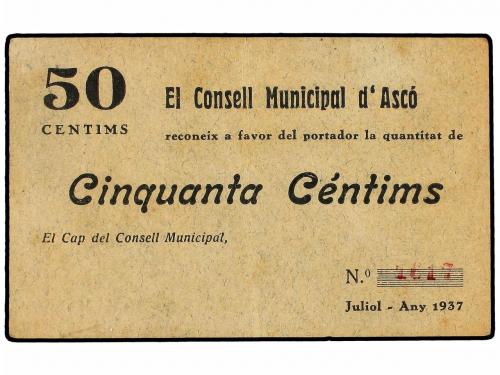 50
CENTIMS
El Consell Municipal d'Ascó
reconeix a favor del portador la quantitat de
Cinquanta Céntims
El Cap del Consell Municipal,
N.º
Juliol - Any 1937